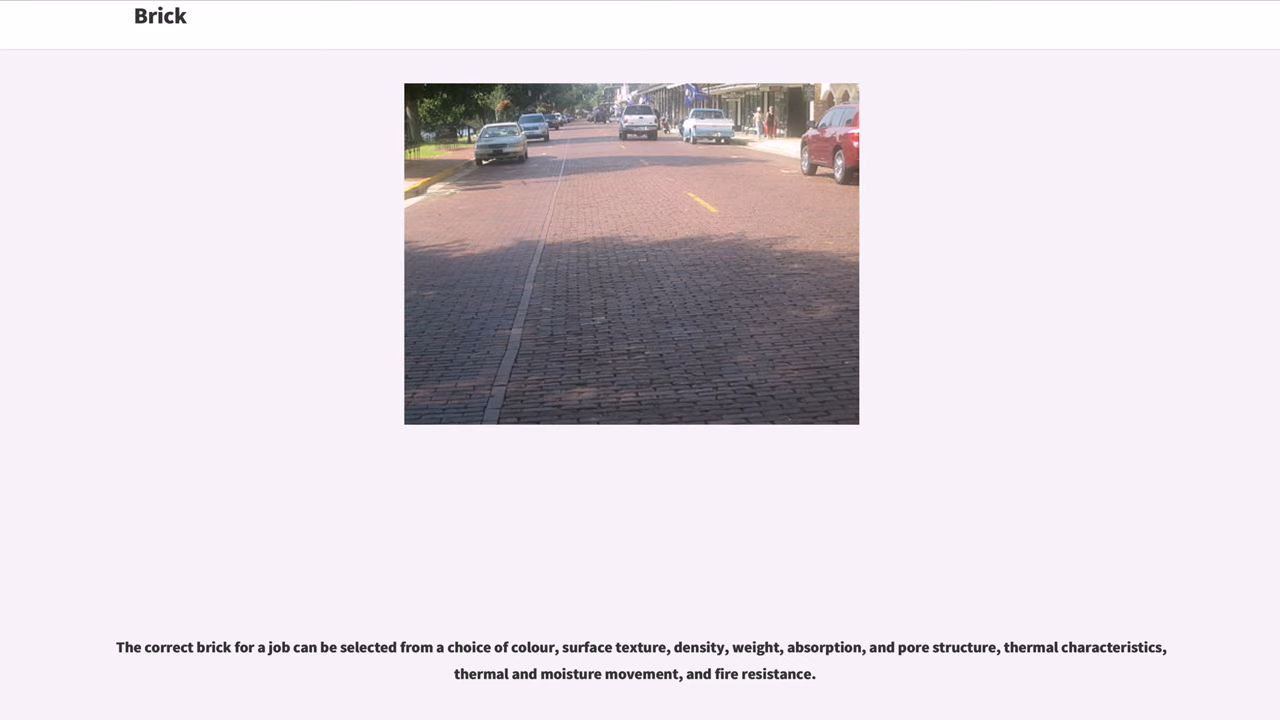 Brick
The correct brick for a job can be selected from a choice of colour, surface texture, density, weight, absorption, and pore structure, thermal characteristics,
thermal and moisture movement, and fire resistance.